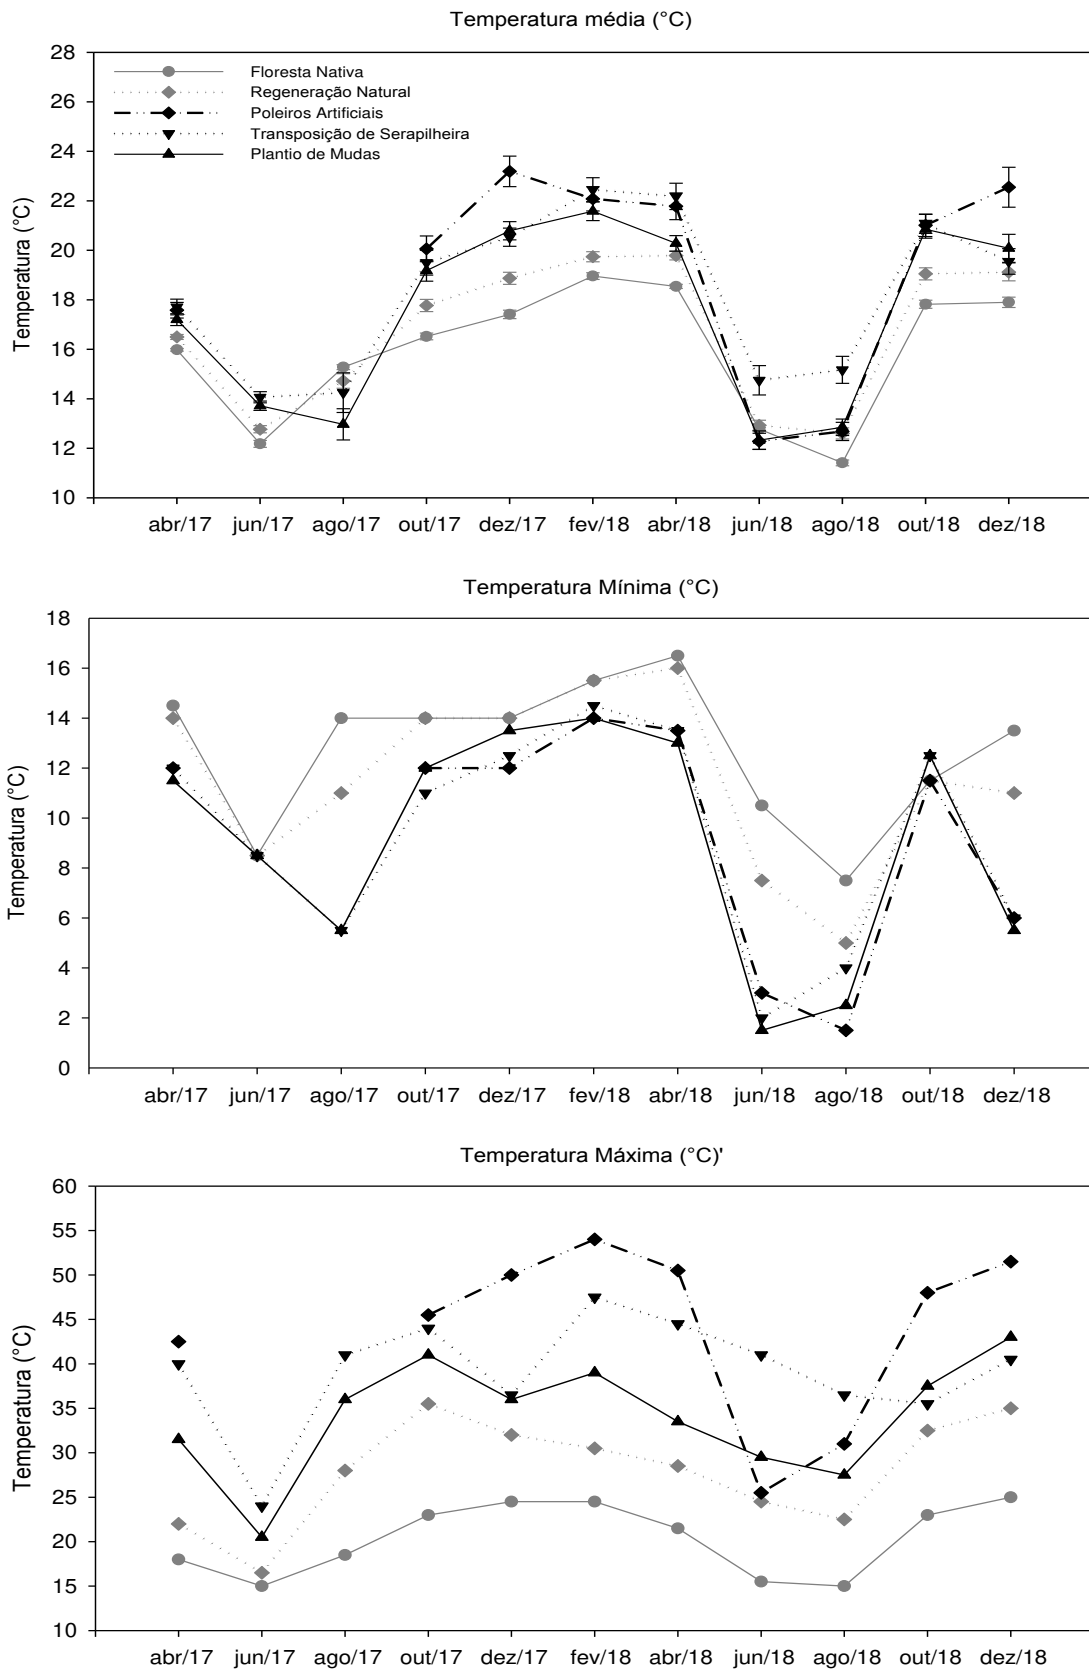 Temperatura média (°C)
28
26
24
22
20
18
16
14
12
10
Temperatura (°C)
Floresta Nativa
Regeneração Natural
Poleiros Artificiais
Transposição de Serapilheira
Plantio de Mudas
abr/17 jun/17 ago/17 out/17 dez/17 fev/18 abr/18 jun/18 ago/18 out/18 dez/18
Temperatura Mínima (°C)
18
16
14
12
10
8
6
4
2
0
Temperatura (°C)
abr/17 jun/17 ago/17 out/17 dez/17 fev/18 abr/18 jun/18 ago/18 out/18 dez/18
Temperatura Máxima (°C)'
60
55
50
45
40
35
30
25
20
15
10
Temperatura (°C)
abr/17 jun/17 ago/17 out/17 dez/17 fev/18 abr/18 jun/18 ago/18 out/18 dez/18